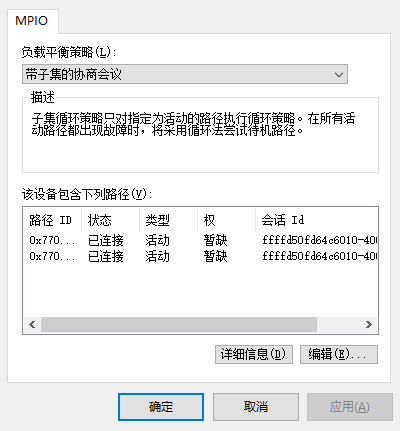 MPIO
负载平衡策略(L):
带子集的协商会议
描述
子集循环策略只对指定为活动的路径执行循环策略。在所有活
动路径都出现故障时，将采用循环法尝试待机路径。
该设备包含下列路径(V):
路径 ID 状态 类型 权 会话 Id
0x770... 已连接 活动 暂缺 ffffd50fd64c6010-400
0x770... 已连接 活动 暂缺 ffffd50fd64c6010-400
详细信息(D) 编辑(E)...
确定 取消 应用(A)